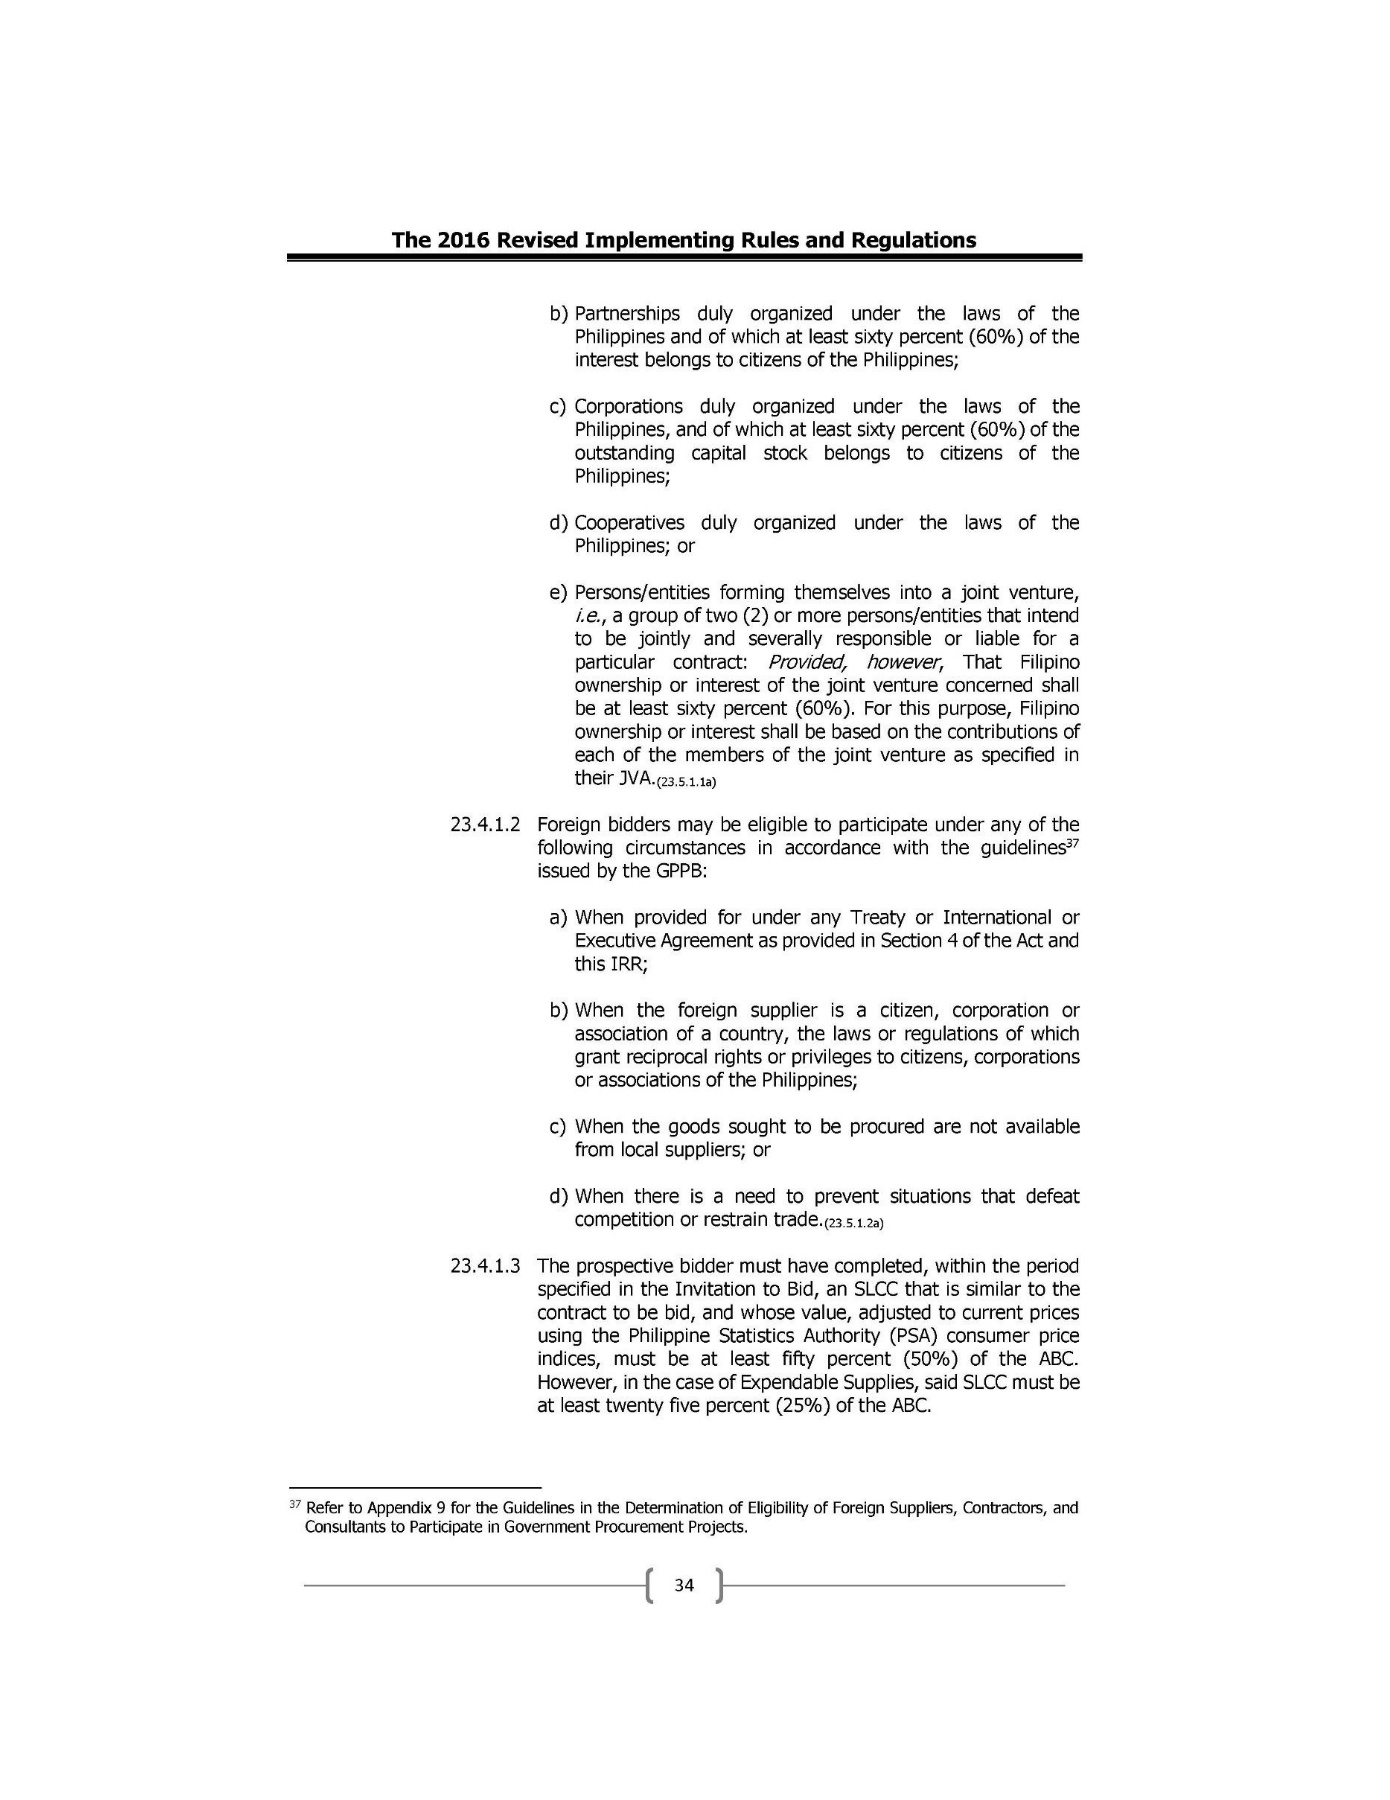 The 2016 Revised Implementing Rules and Regulations
b) Partnerships duly organized under the laws of the
Philippines and of which at least sixty percent (60%) of the
interest belongs to citizens of the Philippines;
c) Corporations duly organized under the laws of the
Philippines, and of which at least sixty percent (60%) of the
outstanding capital stock belongs to citizens of the
Philippines;
d) Cooperatives duly organized under the laws of the
Philippines; or
e) Persons/entities forming themselves into a joint venture,
i.e., a group of two (2) or more persons/entities that intend
to be jointly and severally responsible or liable for a
particular contract: Provided, however, That Filipino
ownership or interest of the joint venture concerned shall
be at least sixty percent (60%). For this purpose, Filipino
ownership or interest shall be based on the contributions of
each of the members of the joint venture as specified in
their JVA.(23.5.1.1a)
23.4.1.2 Foreign bidders may be eligible to participate under any of the
following circumstances in accordance with the guidelines37
issued by the GPPB:
a) When provided for under any Treaty or International or
Executive Agreement as provided in Section 4 of the Act and
this IRR;
b) When the foreign supplier is a citizen, corporation or
association of a country, the laws or regulations of which
grant reciprocal rights or privileges to citizens, corporations
or associations of the Philippines;
c) When the goods sought to be procured are not available
from local suppliers; or
d) When there is a need to prevent situations that defeat
competition or restrain trade.(23.5.1.2a)
23.4.1.3 The prospective bidder must have completed, within the period
specified in the Invitation to Bid, an SLCC that is similar to the
contract to be bid, and whose value, adjusted to current prices
using the Philippine Statistics Authority (PSA) consumer price
indices, must be at least fifty percent (50%) of the ABC.
However, in the case of Expendable Supplies, said SLCC must be
at least twenty five percent (25%) of the ABC.
37 Refer to Appendix 9 for the Guidelines in the Determination of Eligibility of Foreign Suppliers, Contractors, and
Consultants to Participate in Government Procurement Projects.
34